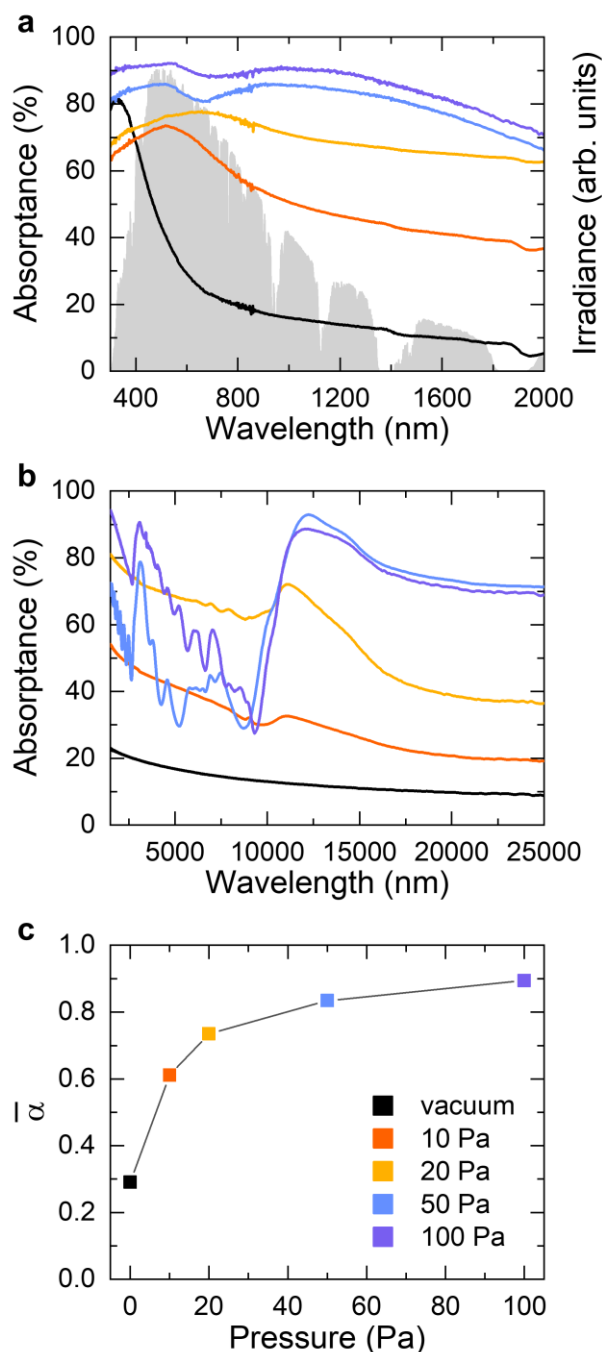 a
100
80
60
40
20
0
Absorptance (%)
Irradiance (arb. units)
400 800 1200 1600 2000
Wavelength (nm)
b
100
80
60
40
20
0
Absorptance (%)
5000 10000 15000 20000 25000
Wavelength (nm)
c
1.0
0.8
0.6
0.4
0.2
0.0
α̅
vacuum
10 Pa
20 Pa
50 Pa
100 Pa
0 20 40 60 80 100
Pressure (Pa)